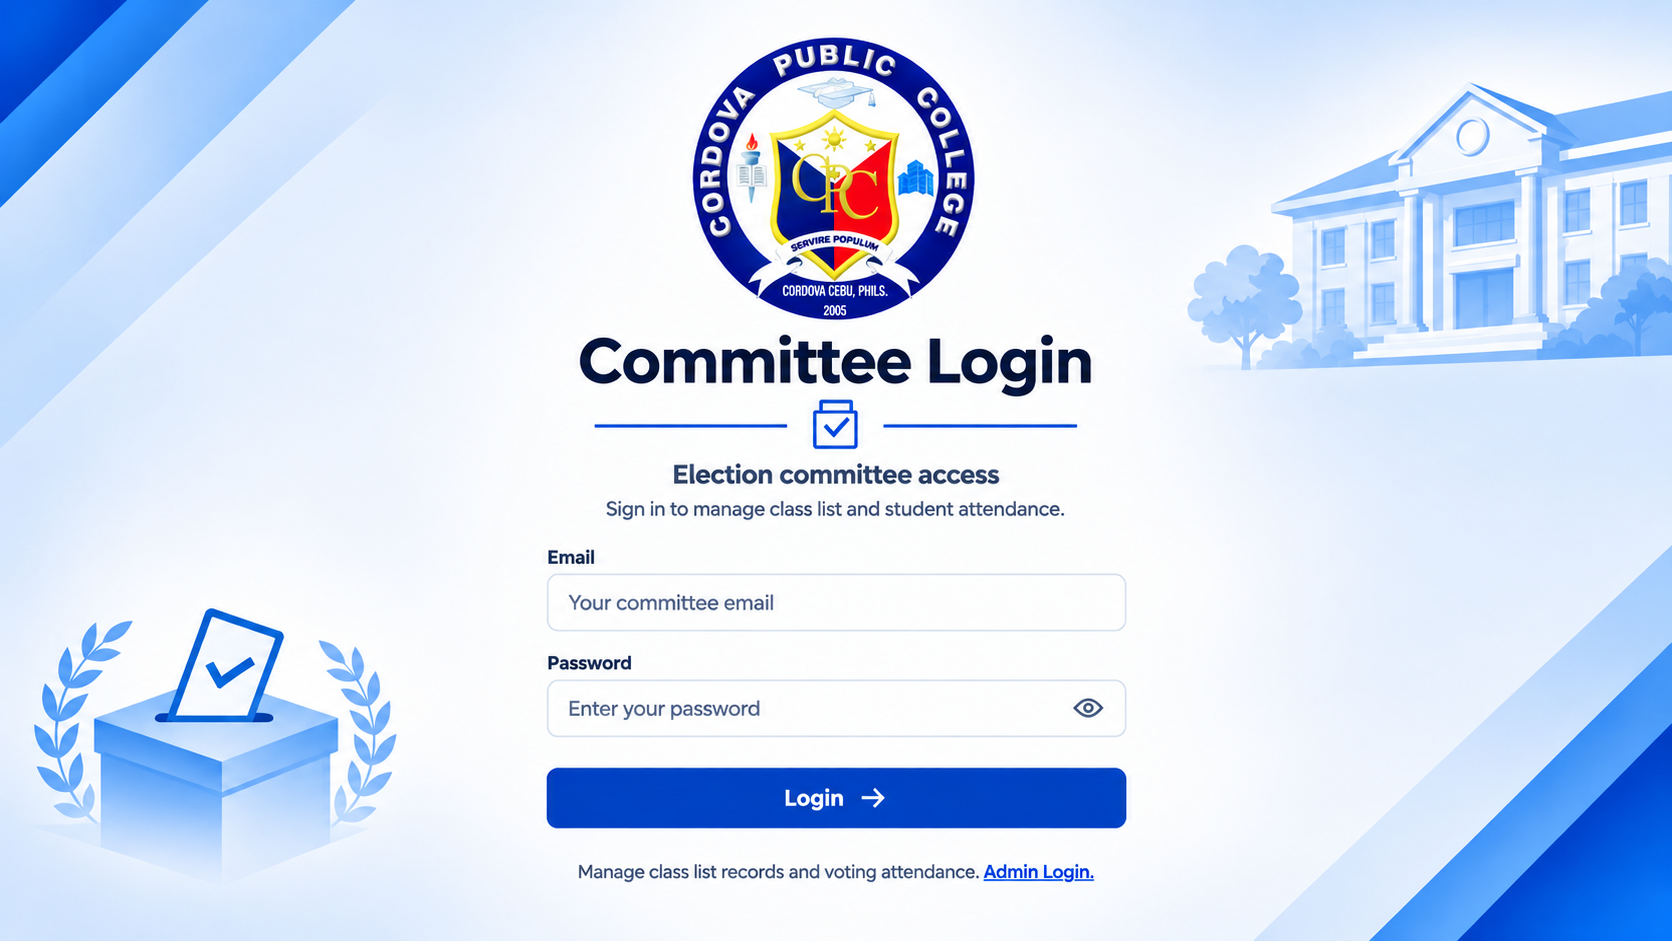 CORDOVA PUBLIC COLLEGE
CPC
SERVIRE POPULUM
CORDOVA CEBU, PHILS.
2005
Committee Login
Election committee access
Sign in to manage class list and student attendance.
Email
Your committee email
Password
Enter your password
Login →
Manage class list records and voting attendance. Admin Login.